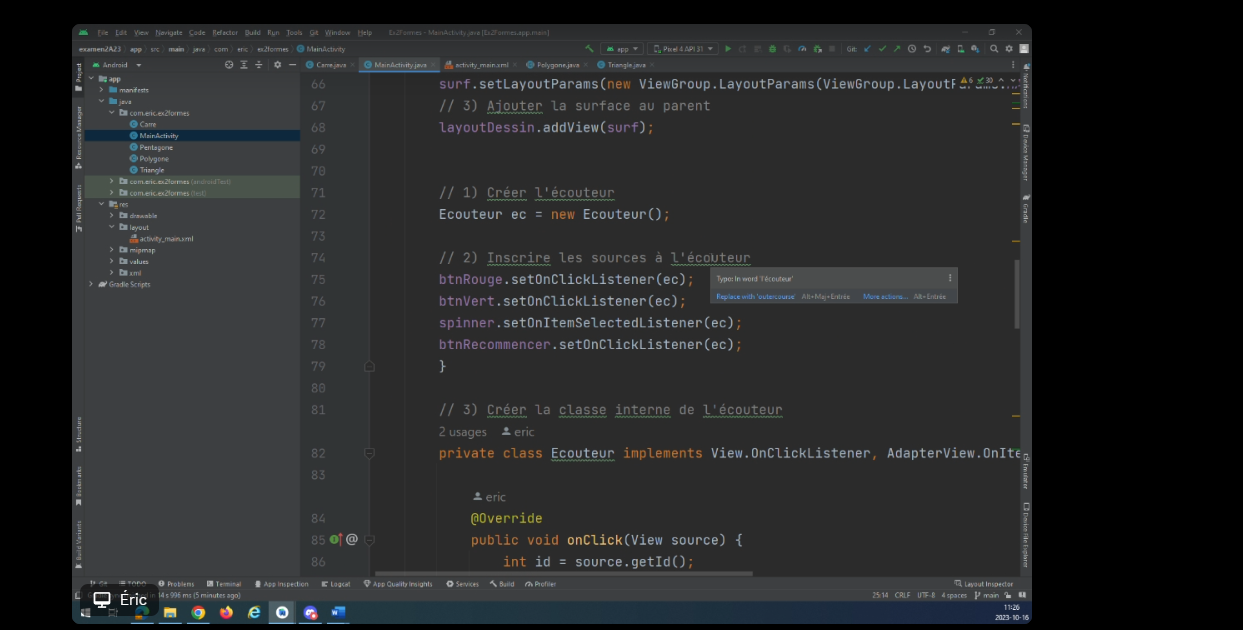 File Edit View Navigate Code Refactor Build Run Tools Git Window Help Ex2Formes - MainActivity.java [Ex2Formes.app.main]
examen2A23 app src main java com eric ex2formes MainActivity
app Pixel 4 API 31 Git:
Android
Carre.java MainActivity.java activity_main.xml Polygone.java Triangle.java
app
manifests
java
com.eric.ex2formes
Carre
MainActivity
Pentagone
Polygone
Triangle
com.eric.ex2formes (androidTest)
com.eric.ex2formes (test)
res
drawable
layout
activity_main.xml
mipmap
values
xml
Gradle Scripts
Project
Resource Manager
Pull Requests
Structure
Bookmarks
Build Variants
66 surf.setLayoutParams(new ViewGroup.LayoutParams(ViewGroup.LayoutP
6 30
67 // 3) Ajouter la surface au parent
68 layoutDessin.addView(surf);
69
70
71 // 1) Créer l'écouteur
72 Ecouteur ec = new Ecouteur();
73
74 // 2) Inscrire les sources à l'écouteur
75 btnRouge.setOnClickListener(ec);
76 btnVert.setOnClickListener(ec);
77 spinner.setOnItemSelectedListener(ec);
78 btnRecommencer.setOnClickListener(ec);
79 }
80
81 // 3) Créer la classe interne de l'écouteur
2 usages eric
82 private class Ecouteur implements View.OnClickListener, AdapterView.OnIte
83
eric
84 @Override
85 @ public void onClick(View source) {
86 int id = source.getId();
Typo: In word 'l'écouteur'
Replace with 'outercourse' Alt+Maj+Entrée More actions... Alt+Entrée
Notifications
Device Manager
Gradle
Emulator
Device File Explorer
Git TODO Problems Terminal App Inspection Logcat App Quality Insights Services Build Profiler Layout Inspector
14 s 996 ms (5 minutes ago) 25:14 CRLF UTF-8 4 spaces main
Éric
11:26
2023-10-16